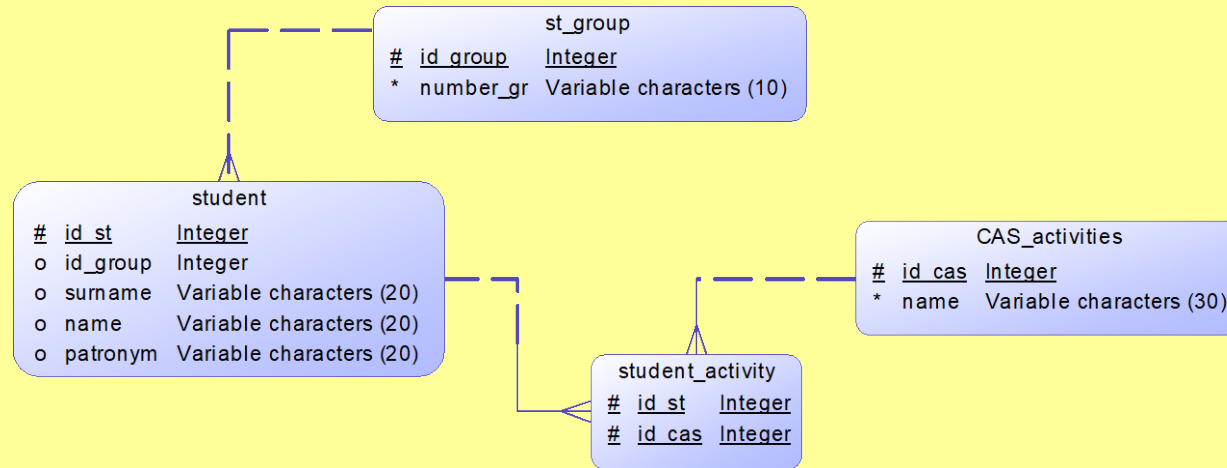 st_group
# id_group Integer
* number_gr Variable characters (10)
student
# id_st Integer
o id_group Integer
o surname Variable characters (20)
o name Variable characters (20)
o patronym Variable characters (20)
CAS_activities
# id_cas Integer
* name Variable characters (30)
student_activity
# id_st Integer
# id_cas Integer